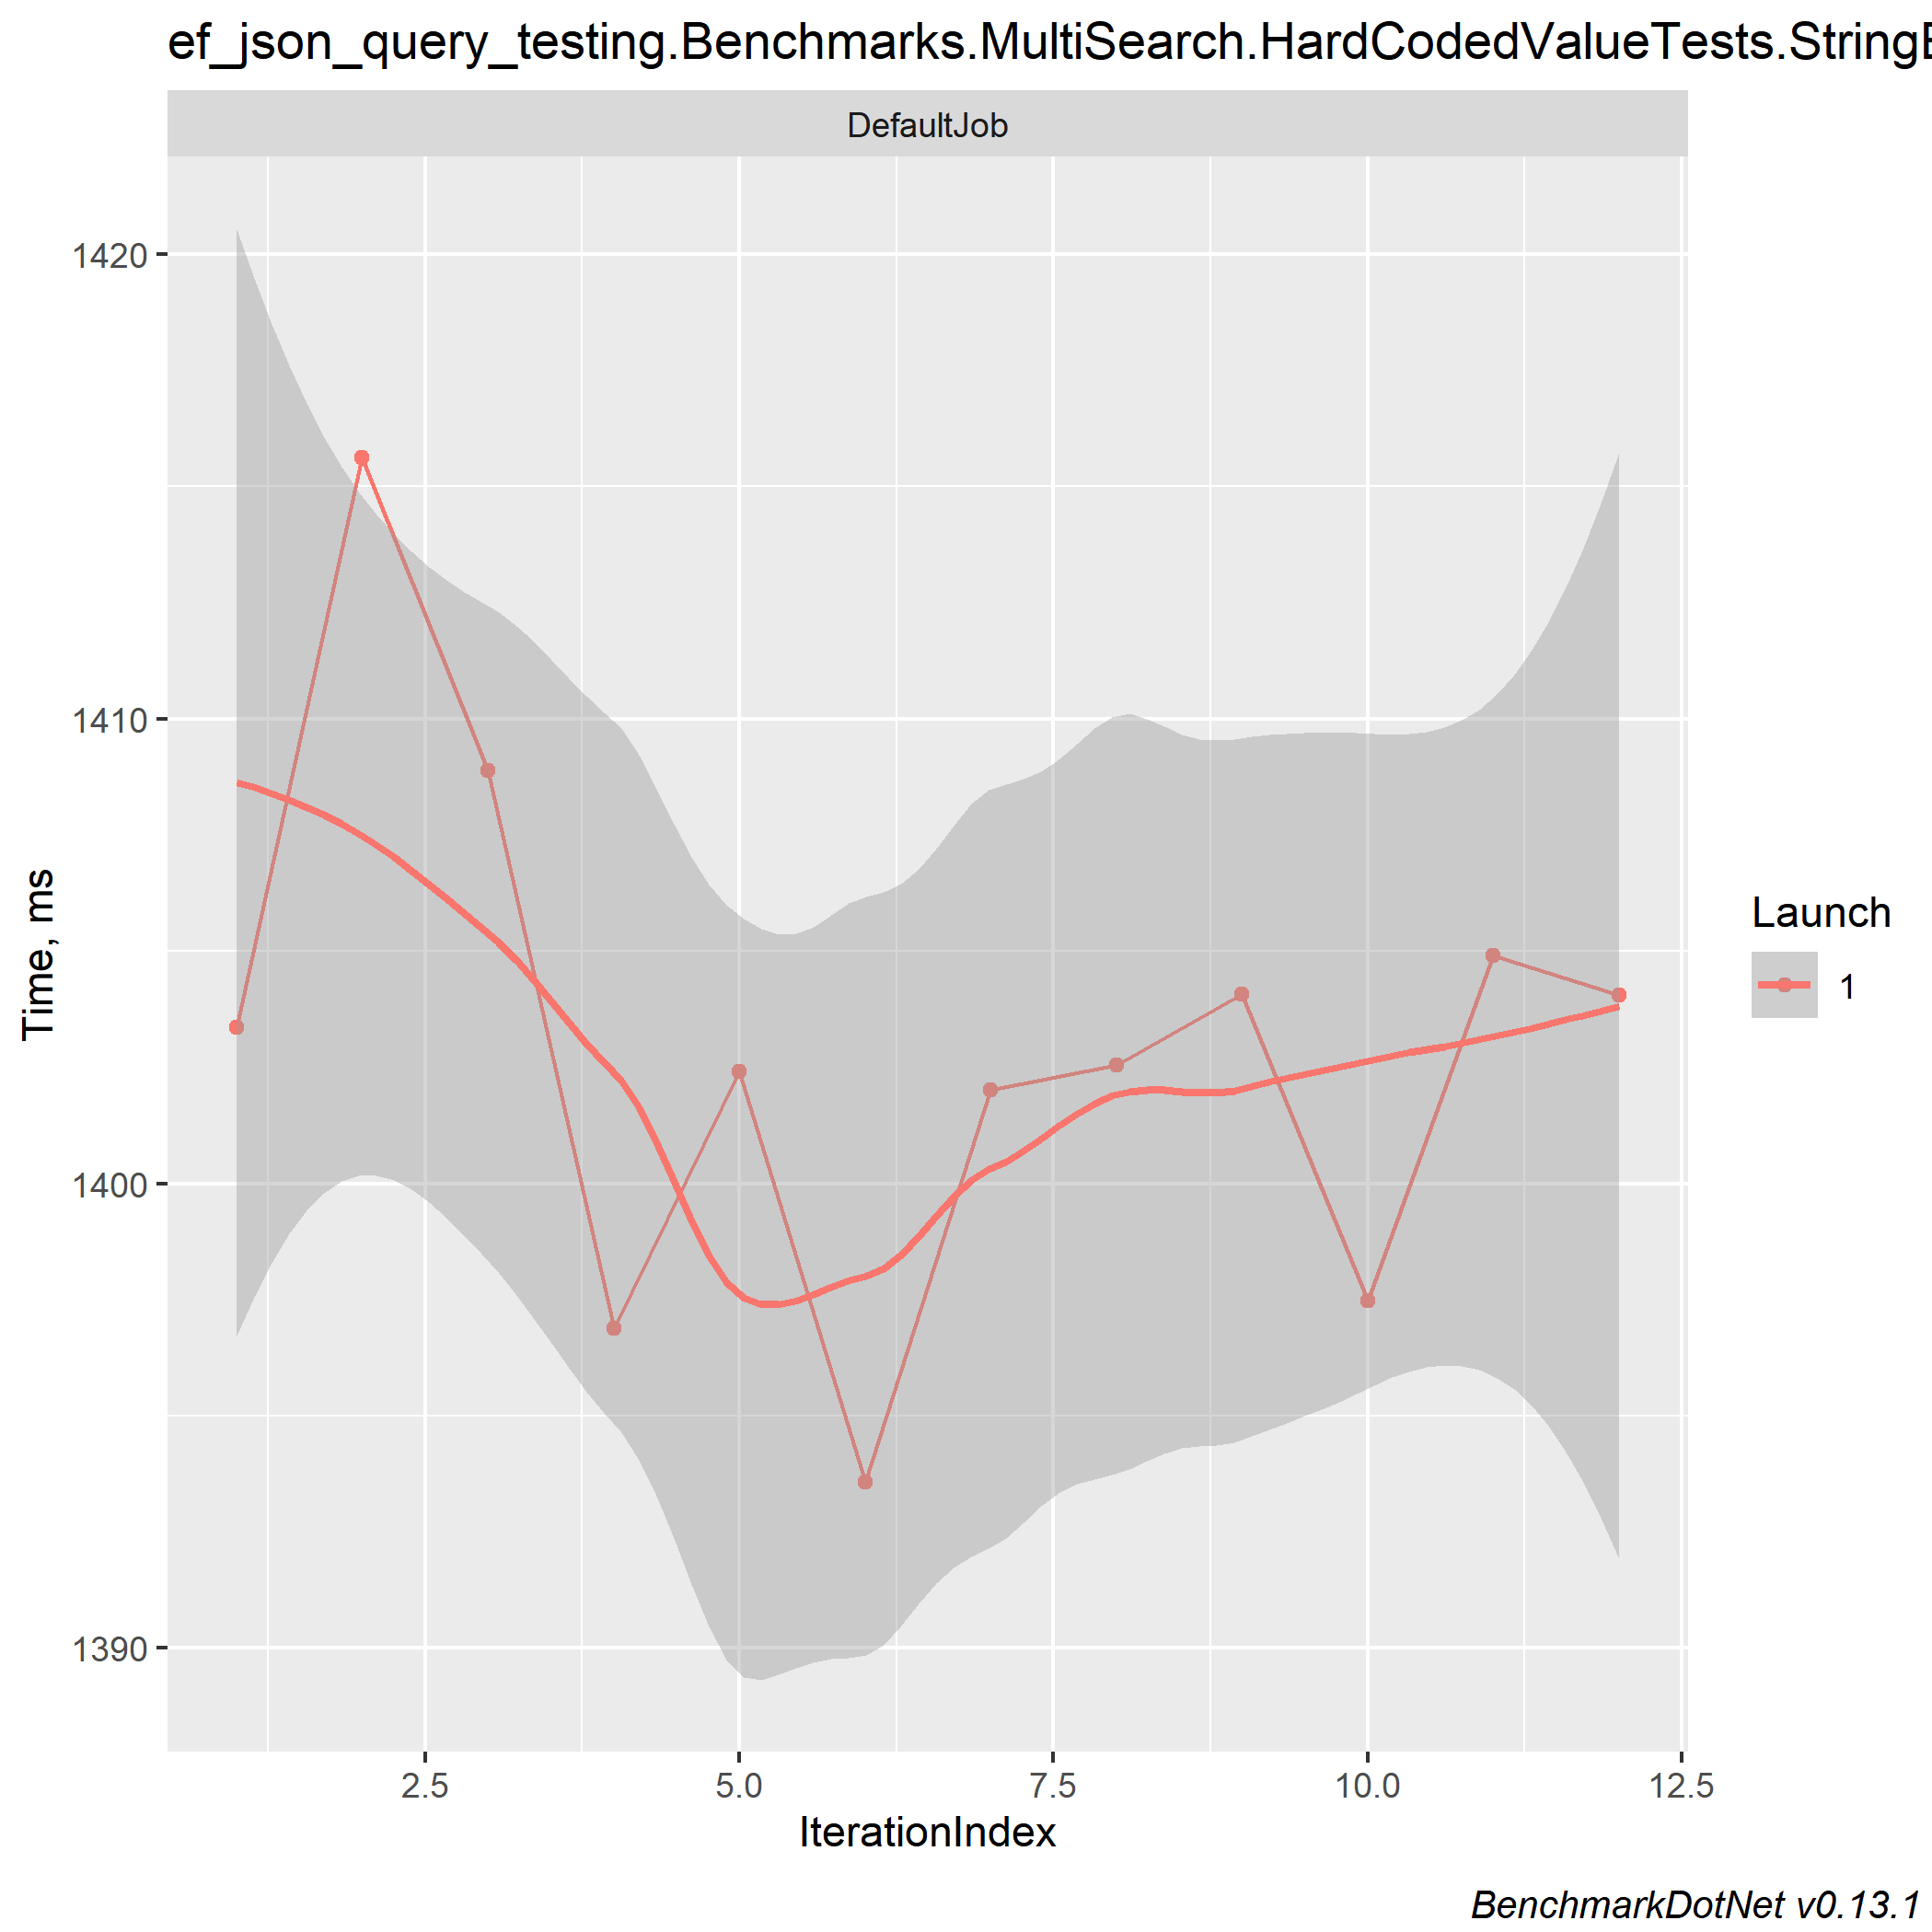 ef_json_query_testing.Benchmarks.MultiSearch.HardCodedValueTests.StringE
DefaultJob
1420
1410
1400
1390
Time, ms
2.5 5.0 7.5 10.0 12.5
IterationIndex
Launch
1
BenchmarkDotNet v0.13.1